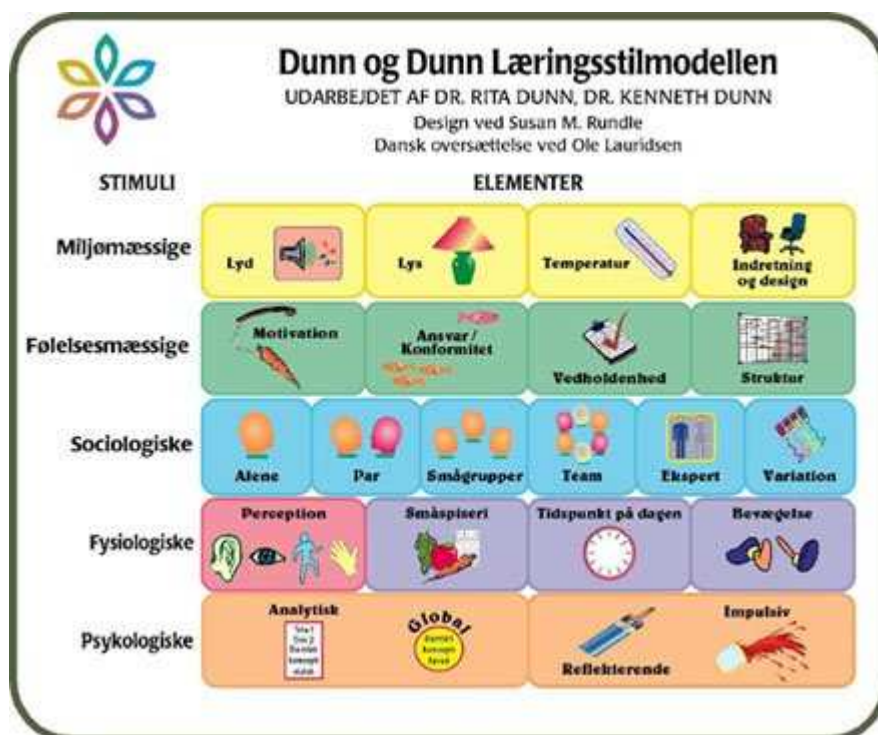 Dunn og Dunn Læringsstilmodellen
UDARBEJDET AF DR. RITA DUNN, DR. KENNETH DUNN
Design ved Susan M. Rundle
Dansk oversættelse ved Ole Lauridsen
STIMULI
ELEMENTER
Miljømæssige
Lyd
Lys
Temperatur
Indretning
og design
Følelsesmæssige
Motivation
Ansvar/
Konformitet
Vedholdenhed
Struktur
Sociologiske
Alene
Par
Smågrupper
Team
Ekspert
Variation
Fysiologiske
Perception
Småspiseri
Tidspunkt på dagen
Bevægelse
Psykologiske
Analytisk
Global
Reflekterende
Impulsiv